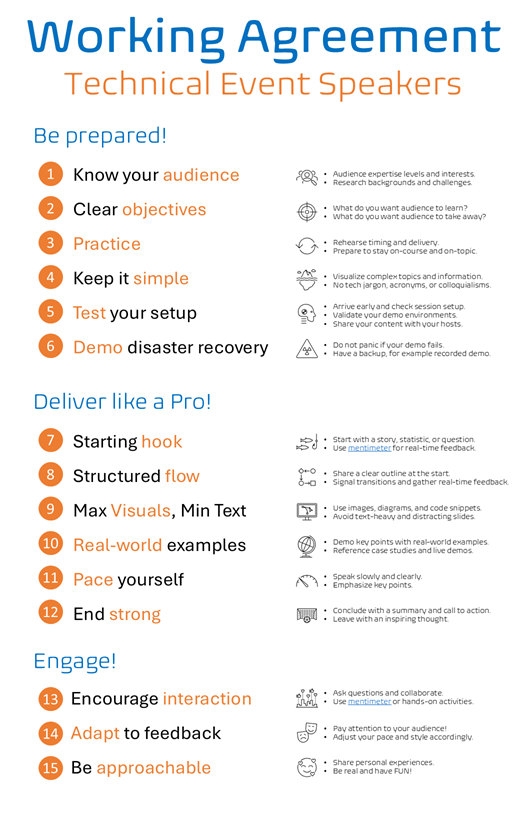 Working Agreement
Technical Event Speakers
Be prepared!
1 Know your audience
• Audience expertise levels and interests.
• Research backgrounds and challenges.
2 Clear objectives
• What do you want audience to learn?
• What do you want audience to take away?
3 Practice
• Rehearse timing and delivery.
• Prepare to stay on-course and on-topic.
4 Keep it simple
• Visualize complex topics and information.
• No tech jargon, acronyms, or colloquialisms.
5 Test your setup
• Arrive early and check session setup.
• Validate your demo environments.
• Share your content with your hosts.
6 Demo disaster recovery
• Do not panic if your demo fails.
• Have a backup, for example recorded demo.
Deliver like a Pro!
7 Starting hook
• Start with a story, statistic, or question.
• Use mentimeter for real-time feedback.
8 Structured flow
• Share a clear outline at the start.
• Signal transitions and gather real-time feedback.
9 Max Visuals, Min Text
• Use images, diagrams, and code snippets.
• Avoid text-heavy and distracting slides.
10 Real-world examples
• Demo key points with real-world examples.
• Reference case studies and live demos.
11 Pace yourself
• Speak slowly and clearly.
• Emphasize key points.
12 End strong
• Conclude with a summary and call to action.
• Leave with an inspiring thought.
Engage!
13 Encourage interaction
• Ask questions and collaborate.
• Use mentimeter or hands-on activities.
14 Adapt to feedback
• Pay attention to your audience!
• Adjust your pace and style accordingly.
15 Be approachable
• Share personal experiences.
• Be real and have FUN!